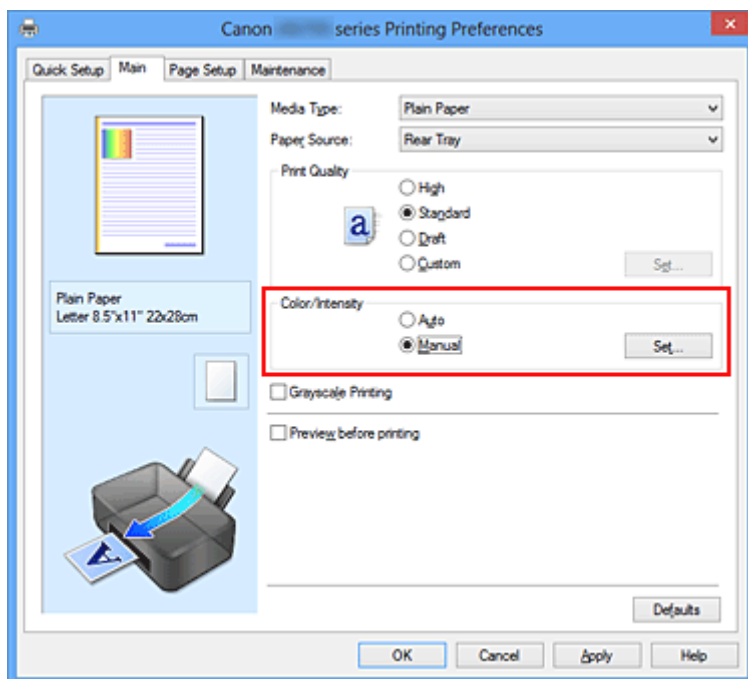 Canon series Printing Preferences
Quick Setup Main Page Setup Maintenance
Media Type: Plain Paper
Paper Source: Rear Tray
Print Quality
High
a Standard
Draft
Custom Set...
Plain Paper
Letter 8.5"x11" 22x28cm
Color/Intensity
Auto
Manual Set...
Grayscale Printing
Preview before printing
A
Defaults
OK Cancel Apply Help